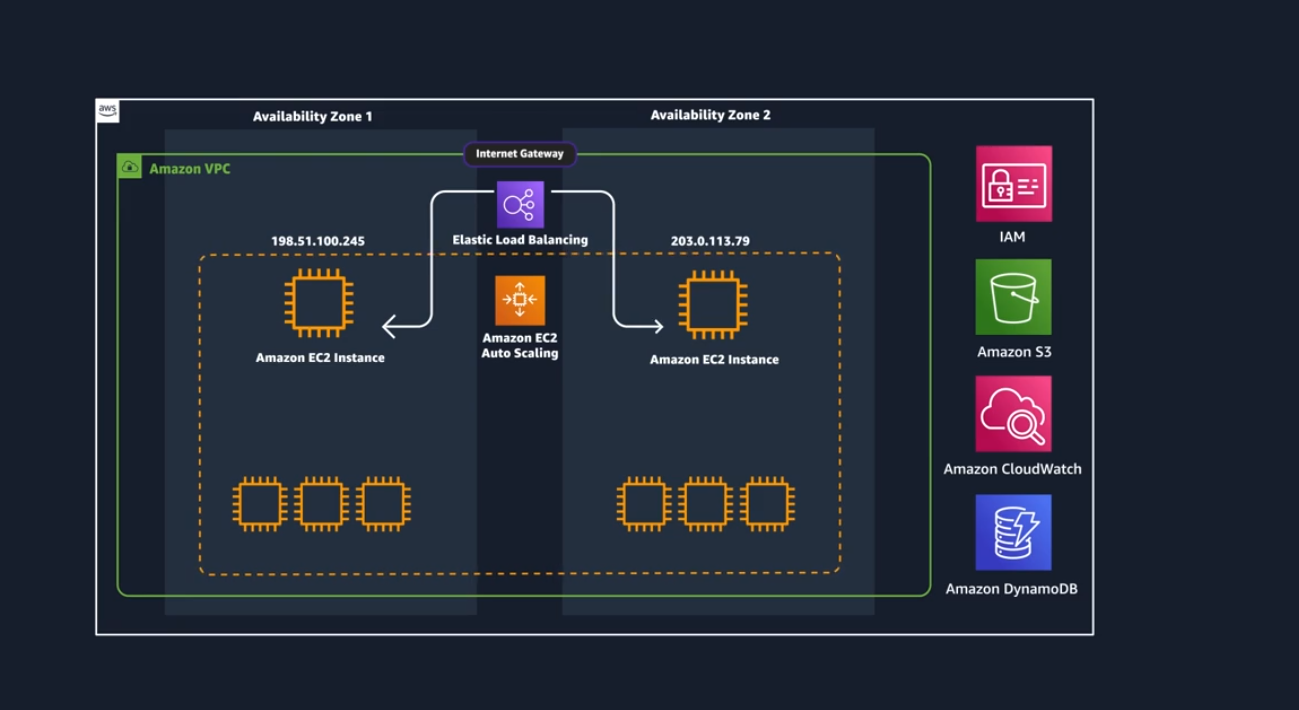 aws
Availability Zone 1
Availability Zone 2
Internet Gateway
Amazon VPC
Elastic Load Balancing
198.51.100.245
203.0.113.79
Amazon EC2 Instance
Amazon EC2
Auto Scaling
Amazon EC2 Instance
IAM
Amazon S3
Amazon CloudWatch
Amazon DynamoDB